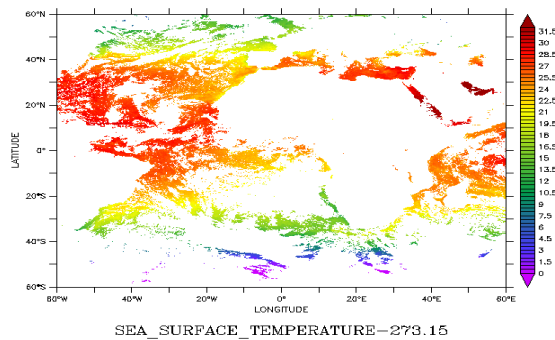 60°N
40°N
20°N
0°
20°S
40°S
60°S
LATITUDE
60°W 40°W 20°W 0° 20°E 40°E 60°E
LONGITUDE
31.5
30
28.5
27
25.5
24
22.5
21
19.5
18
16.5
15
13.5
12
10.5
9
7.5
6
4.5
3
1.5
0
SEA_SURFACE_TEMPERATURE-273.15